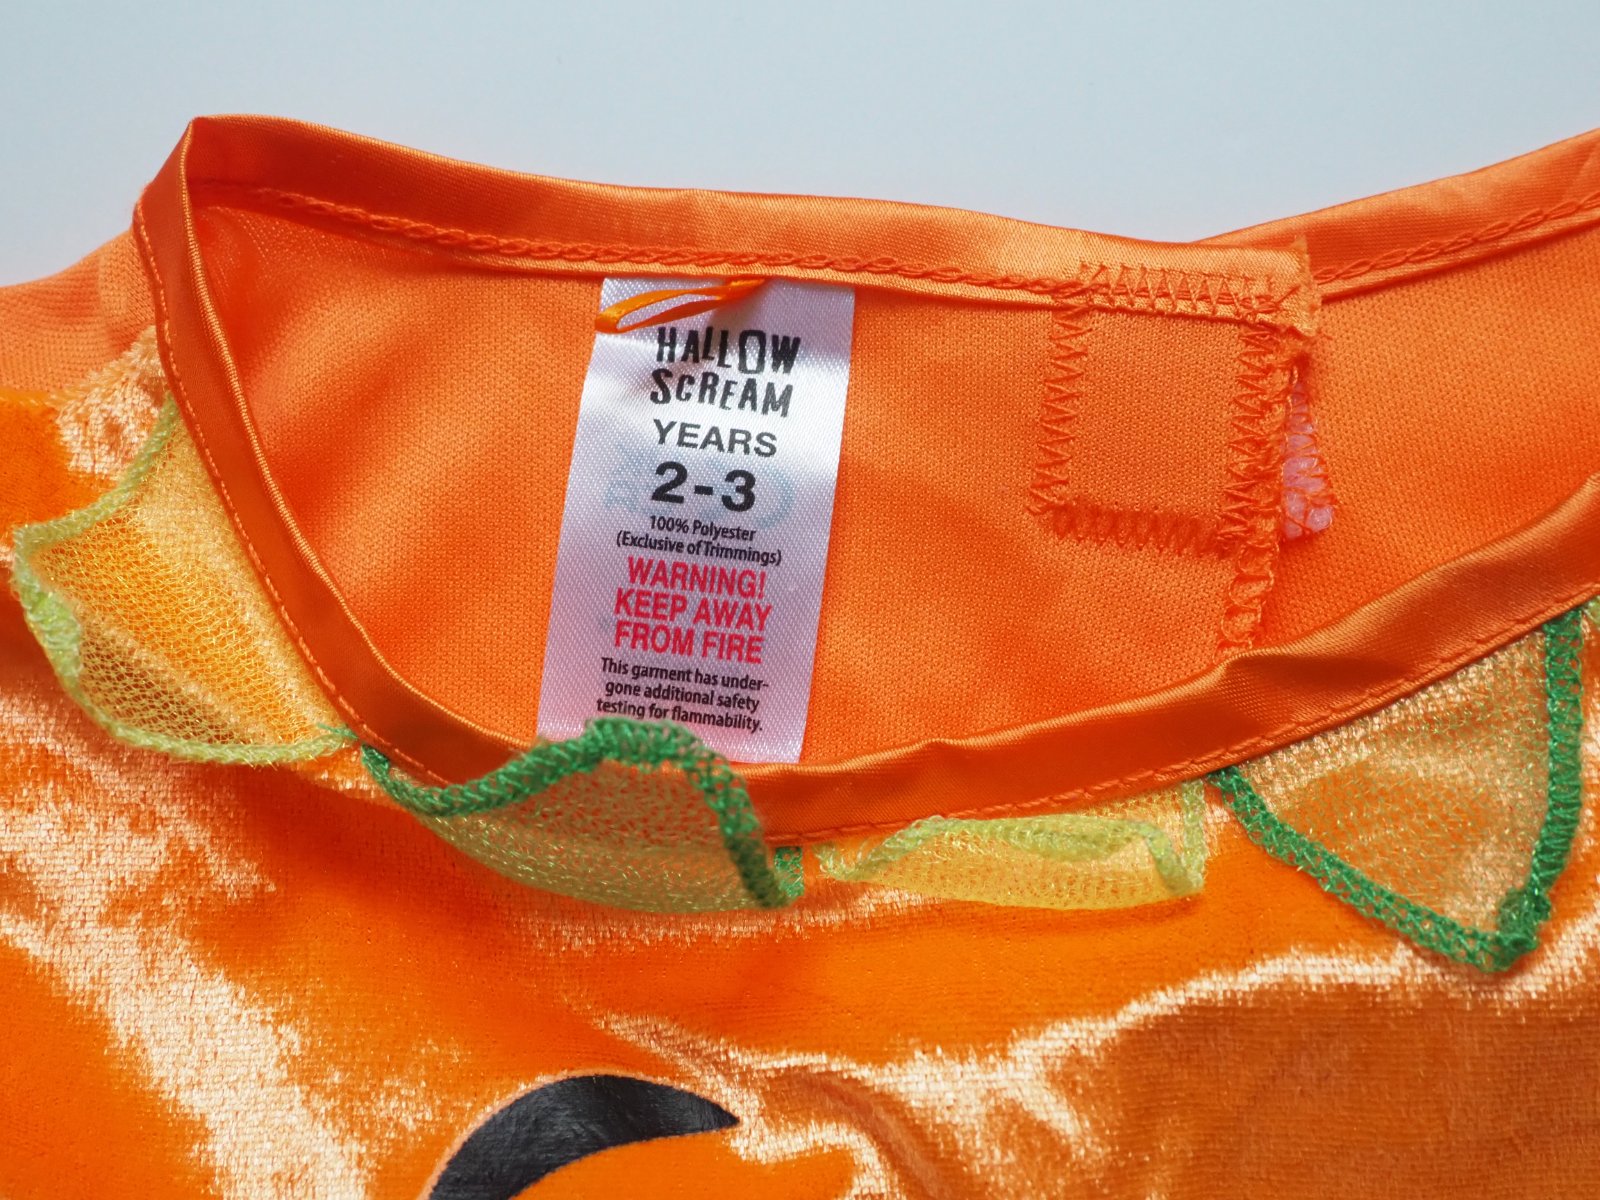 HALLOW
SCREAM
YEARS
2-3
100% Polyester
(Exclusive of Trimmings)
WARNING!
KEEP AWAY
FROM FIRE
This garment has under-
gone additional safety
testing for flammability.